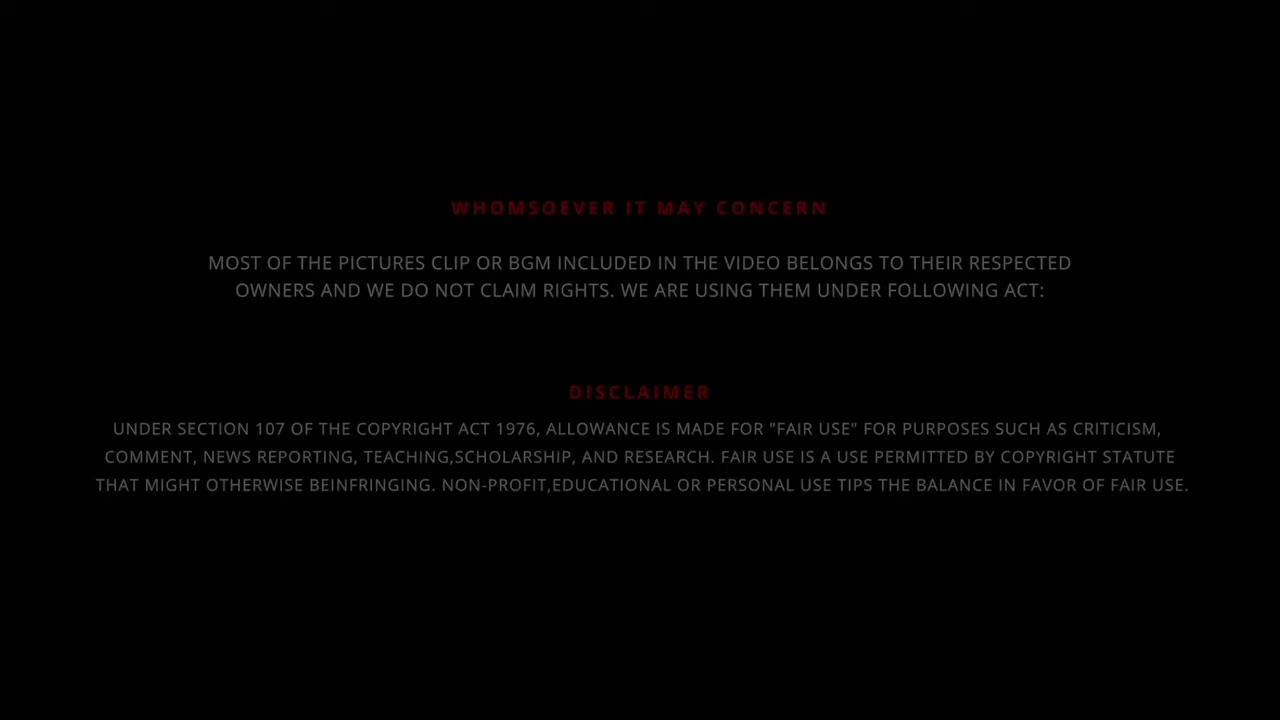 WHOMSOEVER IT MAY CONCERN
MOST OF THE PICTURES CLIP OR BGM INCLUDED IN THE VIDEO BELONGS TO THEIR RESPECTED
OWNERS AND WE DO NOT CLAIM RIGHTS. WE ARE USING THEM UNDER FOLLOWING ACT:
DISCLAIMER
UNDER SECTION 107 OF THE COPYRIGHT ACT 1976, ALLOWANCE IS MADE FOR "FAIR USE" FOR PURPOSES SUCH AS CRITICISM,
COMMENT, NEWS REPORTING, TEACHING,SCHOLARSHIP, AND RESEARCH. FAIR USE IS A USE PERMITTED BY COPYRIGHT STATUTE
THAT MIGHT OTHERWISE BEINFRINGING. NON-PROFIT,EDUCATIONAL OR PERSONAL USE TIPS THE BALANCE IN FAVOR OF FAIR USE.